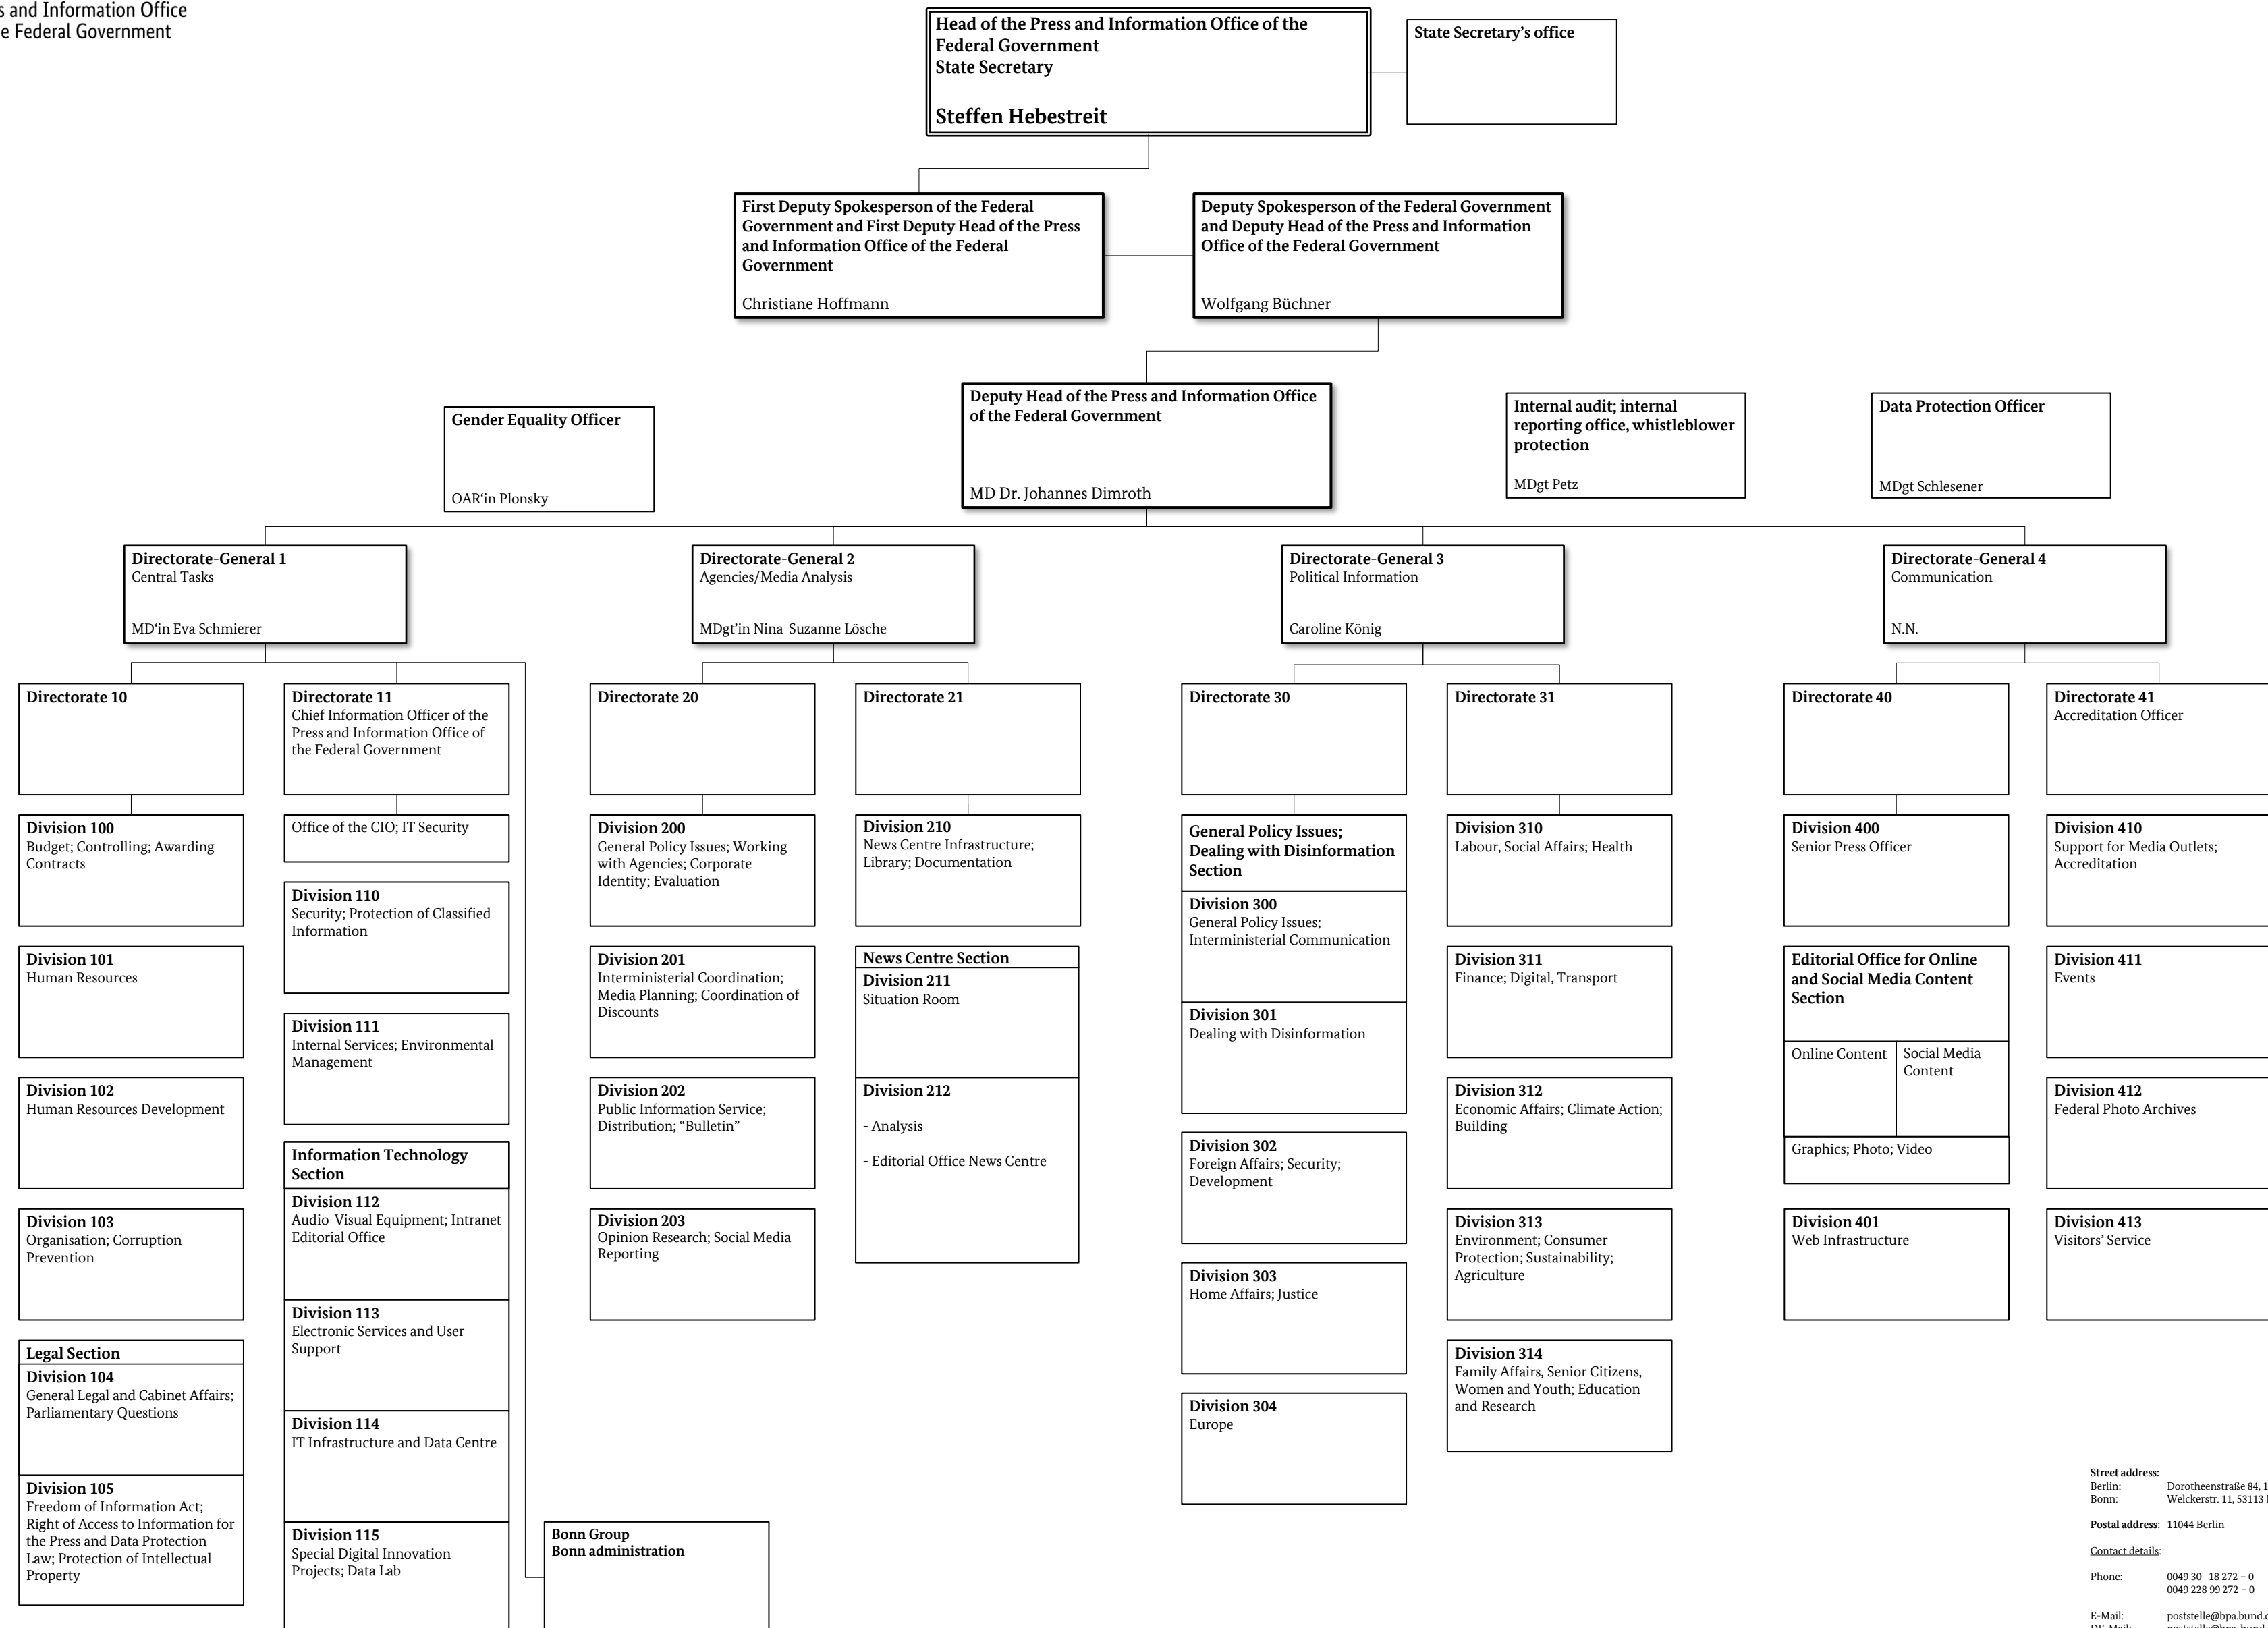 and Information Office
Federal Government
Head of the Press and Information Office of the
Federal Government
State Secretary
Steffen Hebestreit
State Secretary’s office
First Deputy Spokesperson of the Federal
Government and First Deputy Head of the Press
and Information Office of the Federal
Government
Christiane Hoffmann
Deputy Spokesperson of the Federal Government
and Deputy Head of the Press and Information
Office of the Federal Government
Wolfgang Büchner
Gender Equality Officer
OAR‘in Plonsky
Deputy Head of the Press and Information Office
of the Federal Government
MD Dr. Johannes Dimroth
Internal audit; internal
reporting office, whistleblower
protection
MDgt Petz
Data Protection Officer
MDgt Schlesener
Directorate-General 1
Central Tasks
MD‘in Eva Schmierer
Directorate-General 2
Agencies/Media Analysis
MDgt’in Nina-Suzanne Lösche
Directorate-General 3
Political Information
Caroline König
Directorate-General 4
Communication
N.N.
Directorate 10
Division 100
Budget; Controlling; Awarding
Contracts
Division 101
Human Resources
Division 102
Human Resources Development
Division 103
Organisation; Corruption
Prevention
Legal Section
Division 104
General Legal and Cabinet Affairs;
Parliamentary Questions
Division 105
Freedom of Information Act;
Right of Access to Information for
the Press and Data Protection
Law; Protection of Intellectual
Property
Directorate 11
Chief Information Officer of the
Press and Information Office of
the Federal Government
Office of the CIO; IT Security
Division 110
Security; Protection of Classified
Information
Division 111
Internal Services; Environmental
Management
Information Technology
Section
Division 112
Audio-Visual Equipment; Intranet
Editorial Office
Division 113
Electronic Services and User
Support
Division 114
IT Infrastructure and Data Centre
Division 115
Special Digital Innovation
Projects; Data Lab
Bonn Group
Bonn administration
Directorate 20
Division 200
General Policy Issues; Working
with Agencies; Corporate
Identity; Evaluation
Division 201
Interministerial Coordination;
Media Planning; Coordination of
Discounts
Division 202
Public Information Service;
Distribution; “Bulletin”
Division 203
Opinion Research; Social Media
Reporting
Directorate 21
Division 210
News Centre Infrastructure;
Library; Documentation
News Centre Section
Division 211
Situation Room
Division 212
- Analysis
- Editorial Office News Centre
Directorate 30
General Policy Issues;
Dealing with Disinformation
Section
Division 300
General Policy Issues;
Interministerial Communication
Division 301
Dealing with Disinformation
Division 302
Foreign Affairs; Security;
Development
Division 303
Home Affairs; Justice
Division 304
Europe
Directorate 31
Division 310
Labour, Social Affairs; Health
Division 311
Finance; Digital, Transport
Division 312
Economic Affairs; Climate Action;
Building
Division 313
Environment; Consumer
Protection; Sustainability;
Agriculture
Division 314
Family Affairs, Senior Citizens,
Women and Youth; Education
and Research
Directorate 40
Division 400
Senior Press Officer
Editorial Office for Online
and Social Media Content
Section
Online Content
Social Media
Content
Graphics; Photo; Video
Division 401
Web Infrastructure
Directorate 41
Accreditation Officer
Division 410
Support for Media Outlets;
Accreditation
Division 411
Events
Division 412
Federal Photo Archives
Division 413
Visitors’ Service
Street address:
Berlin: Dorotheenstraße 84,
Bonn: Welckerstr. 11, 53113
Postal address: 11044 Berlin
Contact details:
Phone: 0049 30 18 272 – 0
0049 228 99 272 – 0
E-Mail: poststelle@bpa.bund.